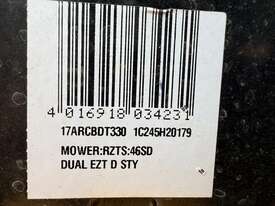 4 016918 034231
17ARCBDT330 1C245H20179
MOWER:RZTS:46SD
DUAL EZT D STY